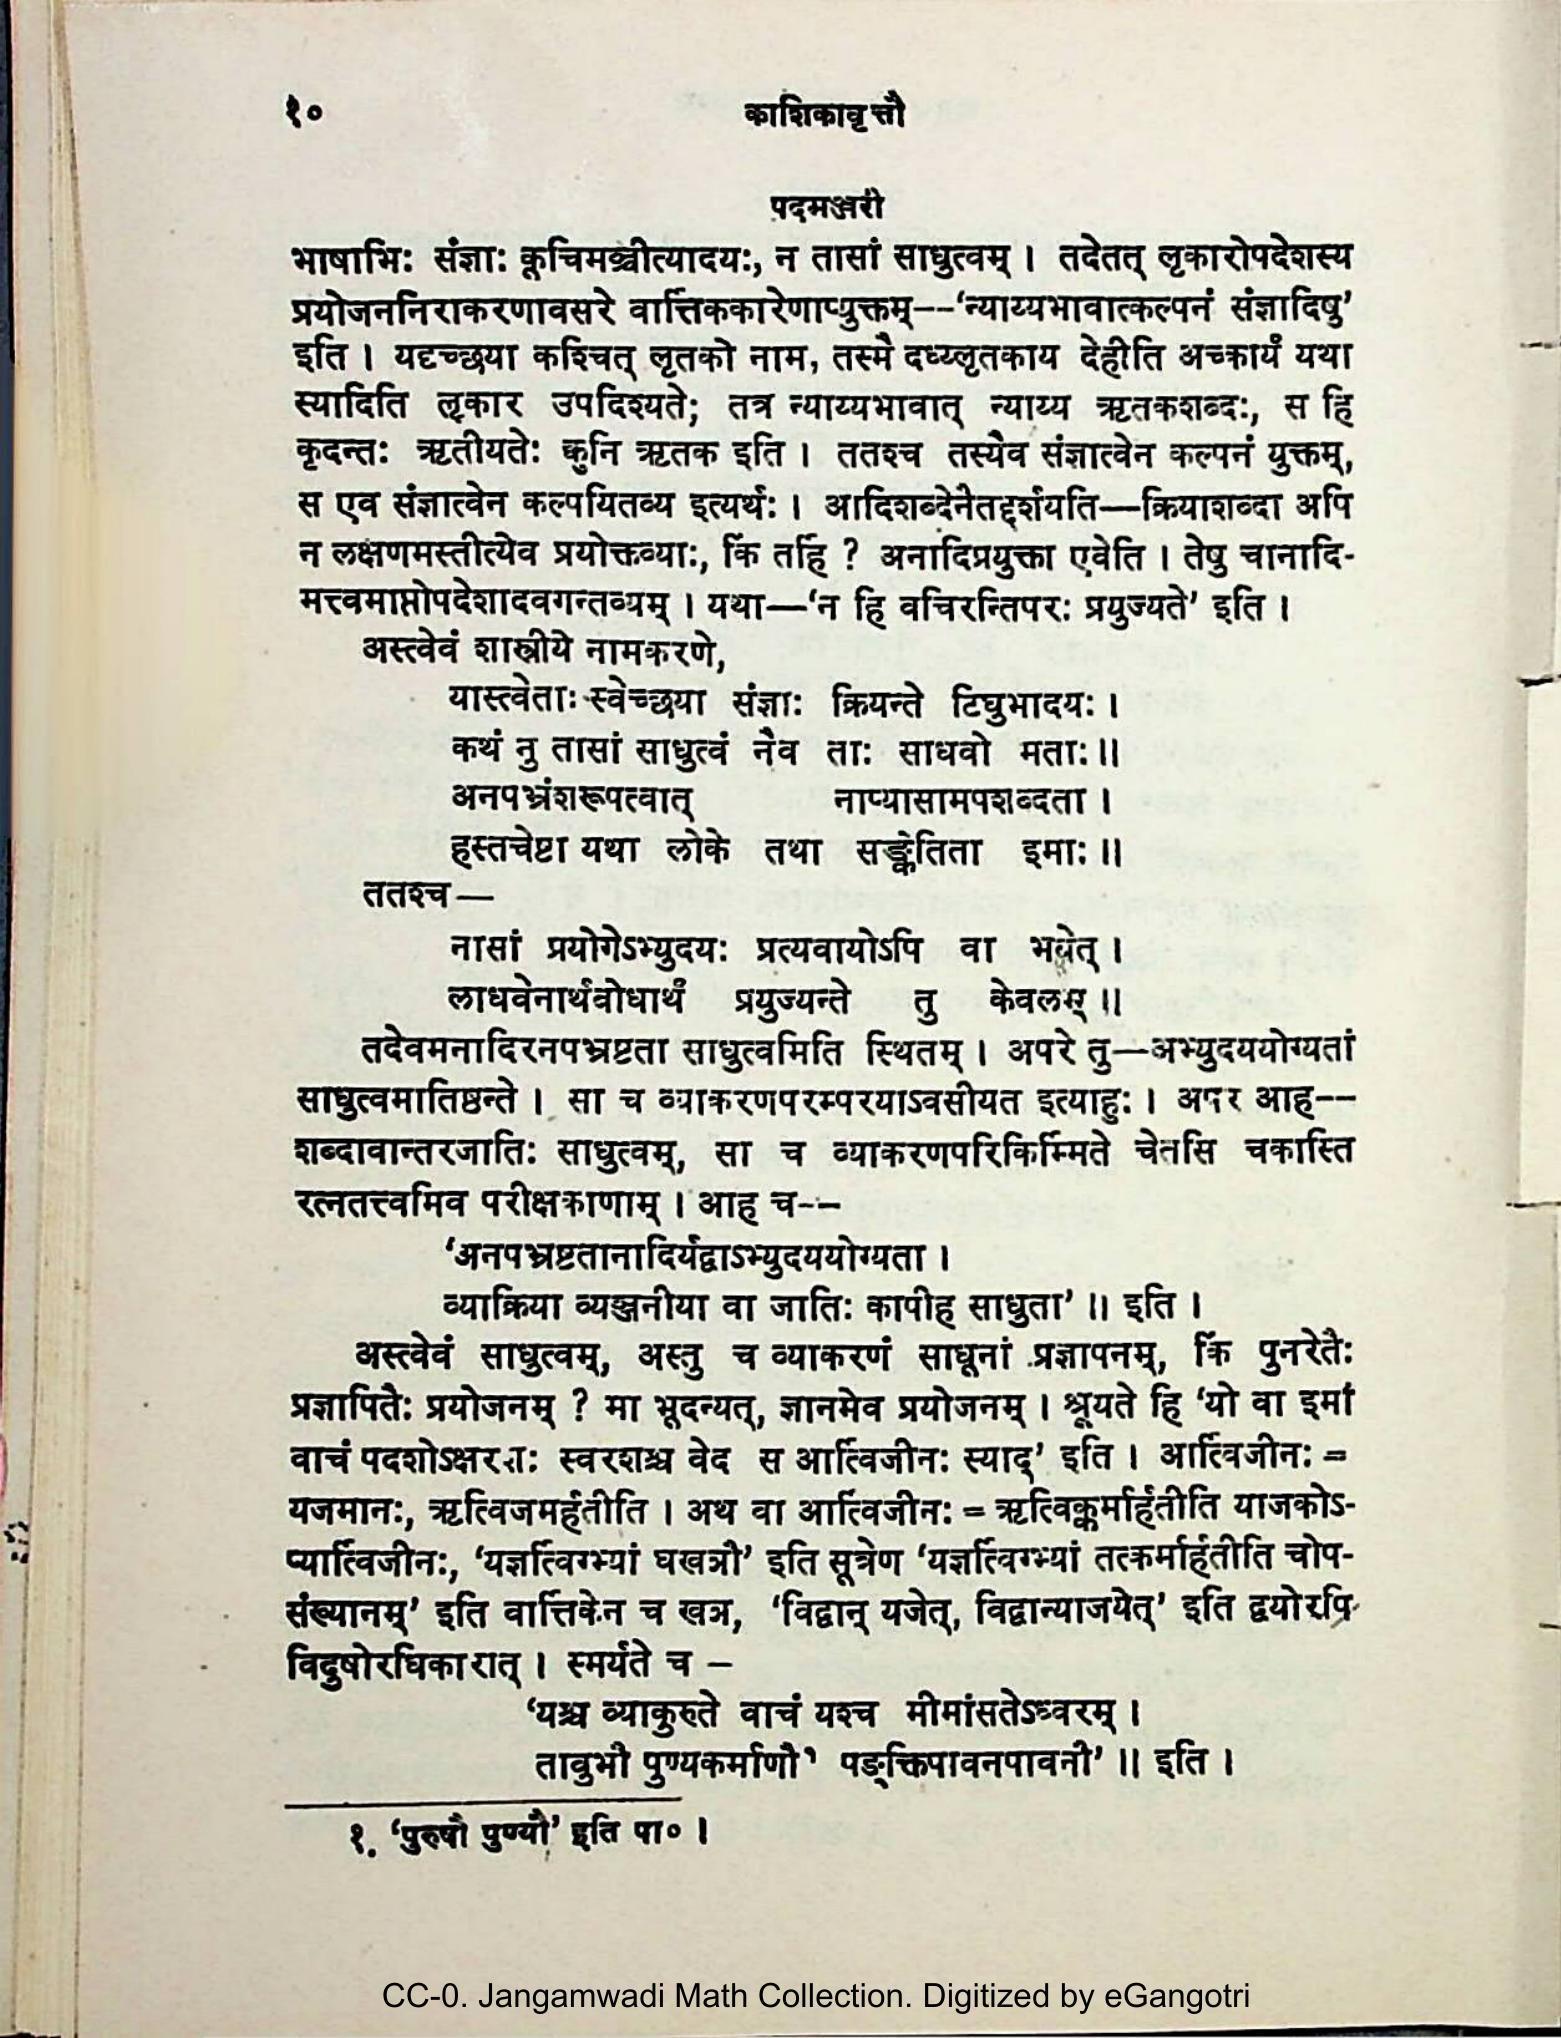 १० काशिकावृत्तौ
पदमञ्जरी
भाषाभिः संज्ञाः कूचिमञ्चीत्यादयः, न तासां साधुत्वम् । तदेतत् लृकारोपदेशस्य
प्रयोजननिराकरणावसरे वार्त्तिककारेणाप्युक्तम्--‘न्याय्यभावात्कल्पनं संज्ञादिषु’
इति । यदृच्छया कश्चित् लृतको नाम, तस्मै दध्य्लृतकाय देहीति अच्कार्यं यथा
स्यादिति लृकार उपदिश्यते; तत्र न्याय्यभावात् न्याय्य ऋतकशब्दः, स हि
कृदन्तः ऋतीयतेः क्वुनि ऋतक इति । ततश्च तस्यैव संज्ञात्वेन कल्पनं युक्तम्,
स एव संज्ञात्वेन कल्पयितव्य इत्यर्थः । आदिशब्देनैतद्दर्शयति—क्रियाशब्दा अपि
न लक्षणमस्तीत्येव प्रयोक्तव्याः, किं तर्हि ? अनादिप्रयुक्ता एवेति । तेषु चानादि-
मत्त्वमाप्तोपदेशादवगन्तव्यम् । यथा—‘न हि वचिरन्तिपरः प्रयुज्यते’ इति ।
अस्त्वेवं शास्त्रीये नामकरणे,
यास्त्वेताः स्वेच्छया संज्ञाः क्रियन्ते टिघुभादयः ।
कथं नु तासां साधुत्वं नैव ताः साधवो मताः ॥
अनपभ्रंशरूपत्वात् नाप्यासामपशब्दता ।
हस्तचेष्टा यथा लोके तथा सङ्केतिता इमाः ॥
ततश्च—
नासां प्रयोगेऽभ्युदयः प्रत्यवायोऽपि वा भवेत् ।
लाघवेनार्थबोधार्थं प्रयुज्यन्ते तु केवलम् ॥
तदेवमनादिरनपभ्रष्टता साधुत्वमिति स्थितम् । अपरे तु—अभ्युदययोग्यतां
साधुत्वमातिष्ठन्ते । सा च व्याकरणपरम्परयाऽवसीयत इत्याहुः । अपर आह--
शब्दावान्तरजातिः साधुत्वम्, सा च व्याकरणपरिकिर्म्मिते चेतसि चकास्ति
रत्नतत्त्वमिव परीक्षकाणाम् । आह च--
‘अनपभ्रष्टतानादिर्यद्वाऽभ्युदययोग्यता ।
व्याक्रिया व्यञ्जनीया वा जातिः कापीह साधुता’ ॥ इति ।
अस्त्वेवं साधुत्वम्, अस्तु च व्याकरणं साधूनां प्रज्ञापनम्, किं पुनरेतैः
प्रज्ञापितैः प्रयोजनम् ? मा भूदन्यत्, ज्ञानमेव प्रयोजनम् । श्रूयते हि ‘यो वा इमां
वाचं पदशोऽक्षरशः स्वरशश्च वेद स आर्त्विजीनः स्याद्’ इति । आर्त्विजीनः =
यजमानः, ऋत्विजमर्हतीति । अथ वा आर्त्विजीनः = ऋत्विक्कर्मार्हतीति याजकोऽ-
प्यार्त्विजीनः, ‘यज्ञर्त्विग्भ्यां घखञौ’ इति सूत्रेण ‘यज्ञर्त्विग्भ्यां तत्कर्मार्हतीति चोप-
संख्यानम्’ इति वार्त्तिकेन च खञ, ‘विद्वान् यजेत्, विद्वान्याजयेत्’ इति द्वयोरपि
विदुषोरधिकारात् । स्मर्यते च –
‘यश्च व्याकुरुते वाचं यश्च मीमांसतेऽध्वरम् ।
तावुभौ पुण्यकर्माणौ१ पङ्क्तिपावनपावनौ’ ॥ इति ।
१. ‘पुरुषौ पुण्यौ’ इति पा० ।
CC-0. Jangamwadi Math Collection. Digitized by eGangotri